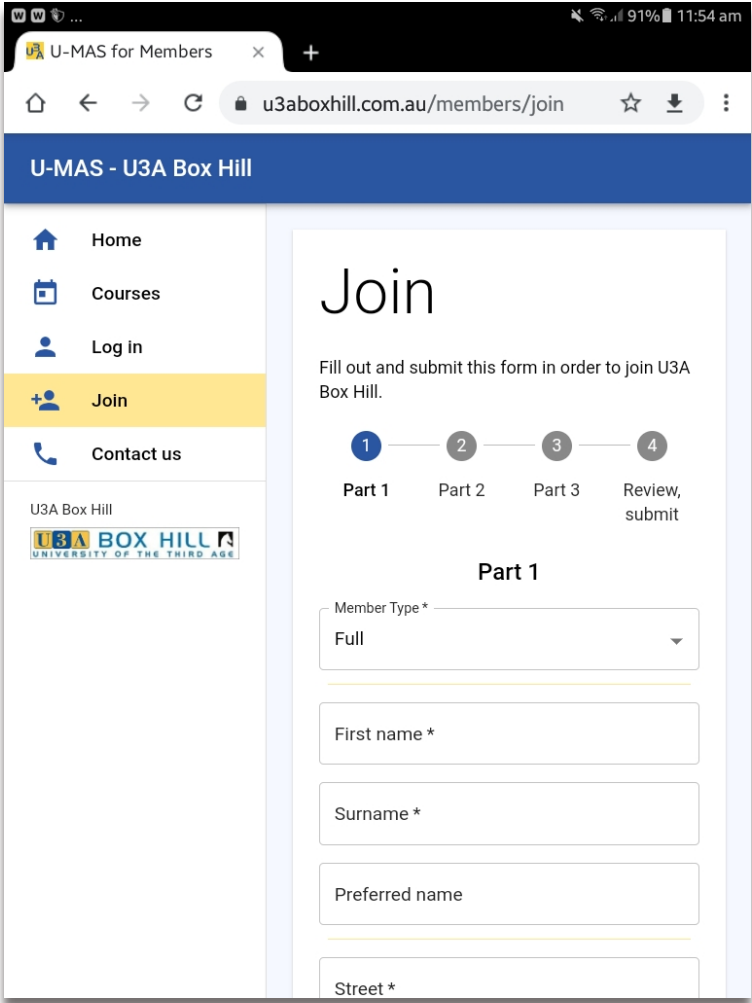 W W ...
91% 11:54 am
U3A U-MAS for Members
u3aboxhill.com.au/members/join
U-MAS - U3A Box Hill
Home
Courses
Log in
Join
Contact us
U3A Box Hill
U3A BOX HILL
UNIVERSITY OF THE THIRD AGE
Join
Fill out and submit this form in order to join U3A
Box Hill.
1 2 3 4
Part 1 Part 2 Part 3 Review,
submit
Part 1
Member Type *
Full
First name *
Surname *
Preferred name
Street *